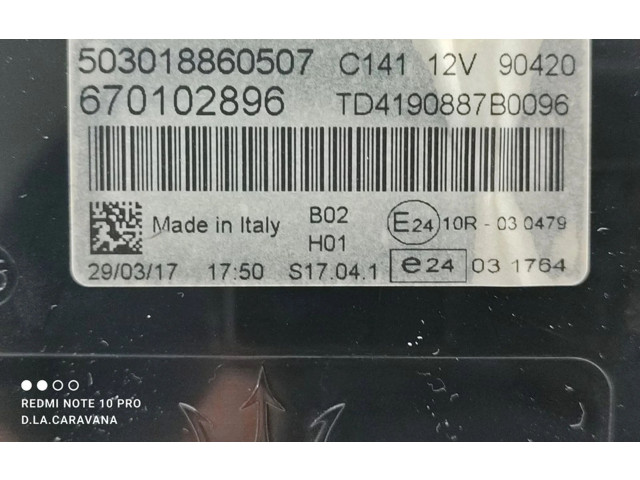 503018860507 C141 12V 90420
670102896 TD4190887B0096
Made in Italy B02 E24 10R - 03 0479
H01
29/03/17 17:50 S17.04.1 e24 03 1764
REDMI NOTE 10 PRO
D.LA.CARAVANA